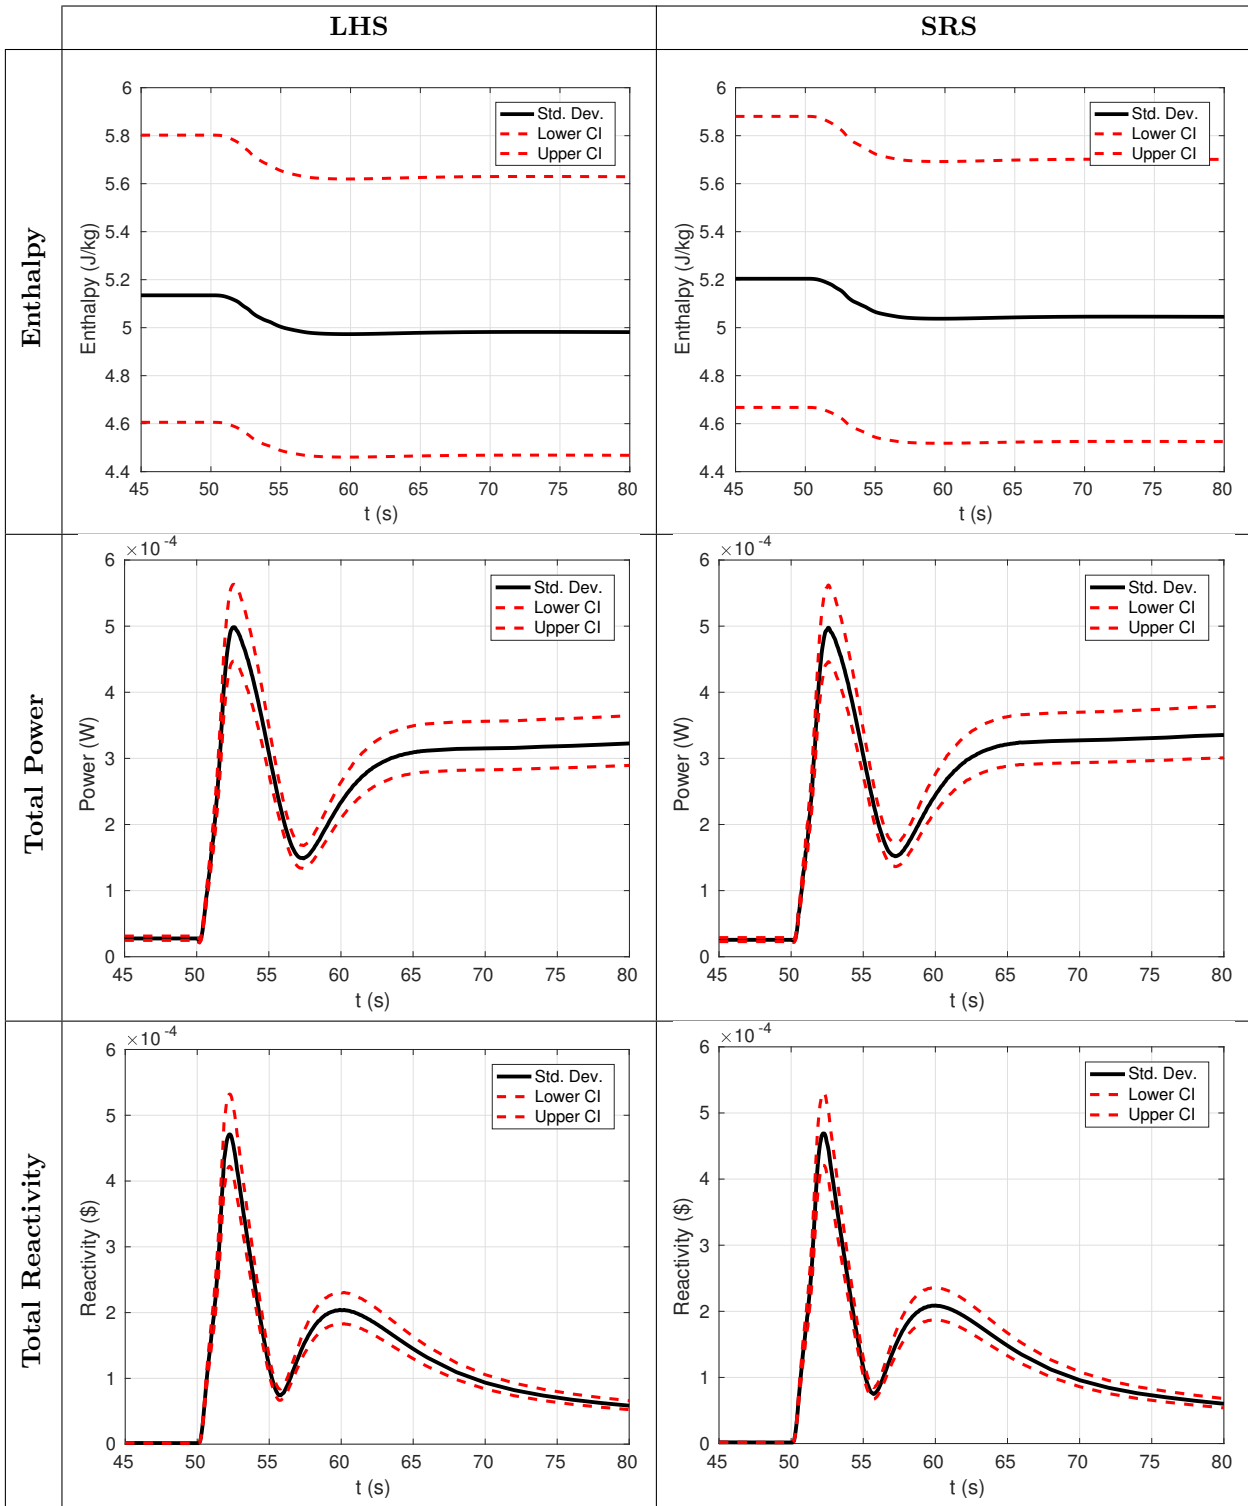 LHS
SRS
Enthalpy
6
5.8
5.6
5.4
5.2
5
4.8
4.6
4.4
Enthalpy (J/kg)
45 50 55 60 65 70 75 80
t (s)
Std. Dev.
Lower CI
Upper CI
6
5.8
5.6
5.4
5.2
5
4.8
4.6
4.4
Enthalpy (J/kg)
45 50 55 60 65 70 75 80
t (s)
Std. Dev.
Lower CI
Upper CI
Total Power
×10⁻⁴
6
5
4
3
2
1
0
Power (W)
45 50 55 60 65 70 75 80
t (s)
Std. Dev.
Lower CI
Upper CI
×10⁻⁴
6
5
4
3
2
1
0
Power (W)
45 50 55 60 65 70 75 80
t (s)
Std. Dev.
Lower CI
Upper CI
Total Reactivity
×10⁻⁴
6
5
4
3
2
1
0
Reactivity ($)
45 50 55 60 65 70 75 80
t (s)
Std. Dev.
Lower CI
Upper CI
×10⁻⁴
6
5
4
3
2
1
0
Reactivity ($)
45 50 55 60 65 70 75 80
t (s)
Std. Dev.
Lower CI
Upper CI